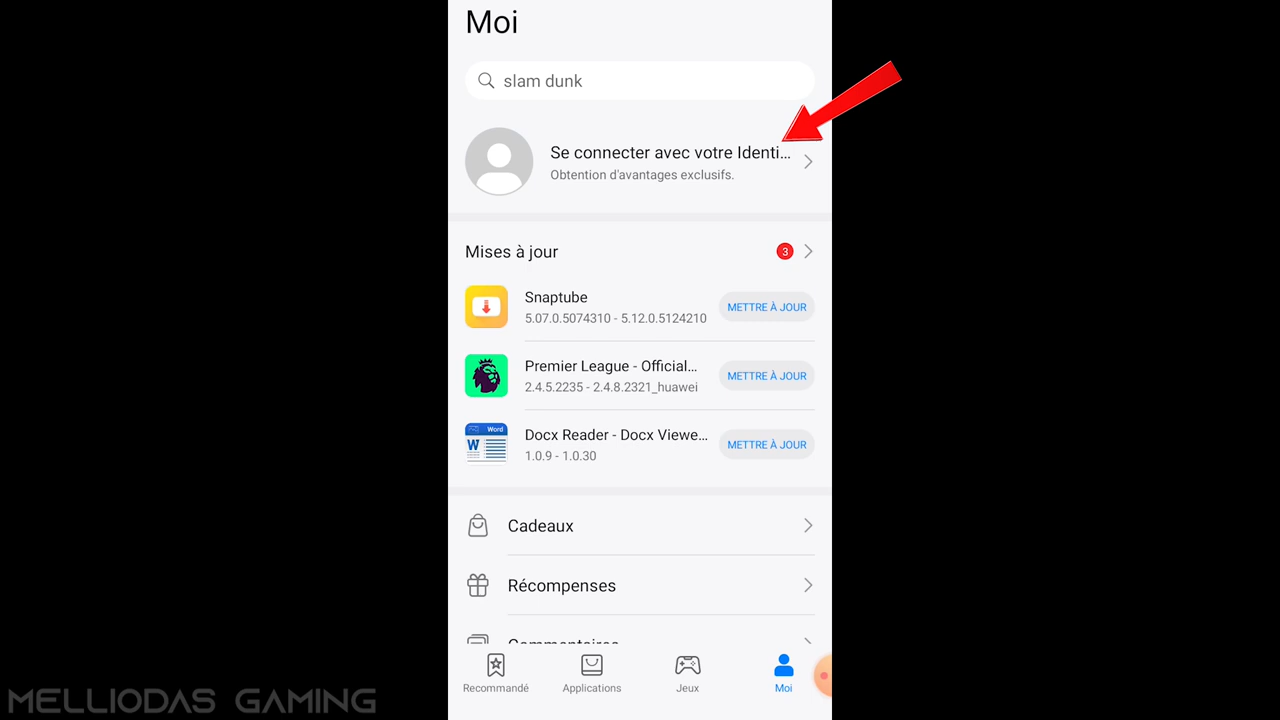 Moi
slam dunk
Se connecter avec votre Identi...
Obtention d'avantages exclusifs.
Mises à jour
3
Snaptube
5.07.0.5074310 - 5.12.0.5124210
METTRE À JOUR
Premier League - Official...
2.4.5.2235 - 2.4.8.2321_huawei
METTRE À JOUR
Word
W
Docx Reader - Docx Viewe...
1.0.9 - 1.0.30
METTRE À JOUR
Cadeaux
Récompenses
Commentaires
Recommandé
Applications
Jeux
Moi
MELLIODAS GAMING